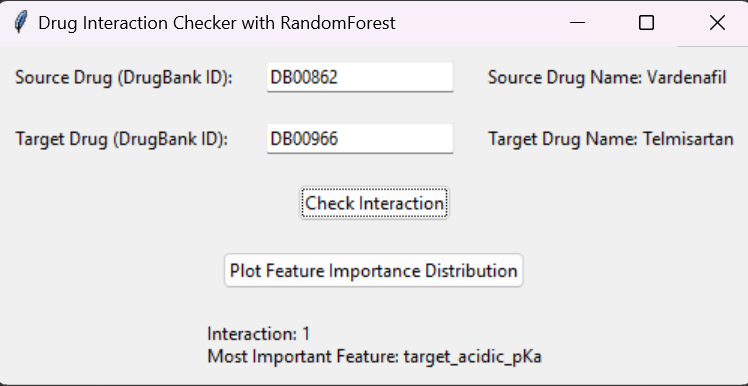 Drug Interaction Checker with RandomForest
Source Drug (DrugBank ID): DB00862 Source Drug Name: Vardenafil
Target Drug (DrugBank ID): DB00966 Target Drug Name: Telmisartan
Check Interaction
Plot Feature Importance Distribution
Interaction: 1
Most Important Feature: target_acidic_pKa